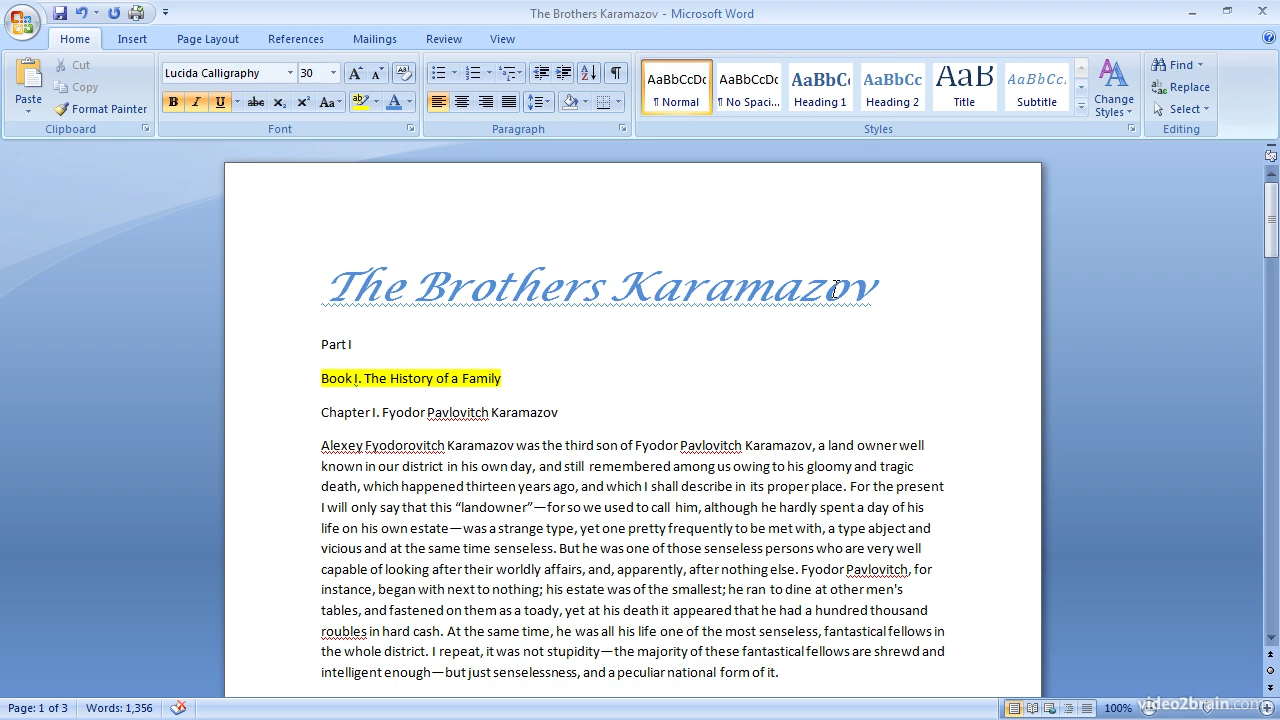 The Brothers Karamazov - Microsoft Word
Home Insert Page Layout References Mailings Review View
Cut
Copy
Format Painter
Paste
Clipboard
Lucida Calligraphy 30
B I U abc X₂ X² Aa A
Font
Paragraph
AaBbCcDc AaBbCcDc AaBbC AaBbCc AaB AaBbCc.
¶ Normal ¶ No Spaci... Heading 1 Heading 2 Title Subtitle
Change
Styles
Styles
Find
Replace
Select
Editing
The Brothers Karamazov
Part I
Book I. The History of a Family
Chapter I. Fyodor Pavlovitch Karamazov
Alexey Fyodorovitch Karamazov was the third son of Fyodor Pavlovitch Karamazov, a land owner well
known in our district in his own day, and still remembered among us owing to his gloomy and tragic
death, which happened thirteen years ago, and which I shall describe in its proper place. For the present
I will only say that this “landowner”—for so we used to call him, although he hardly spent a day of his
life on his own estate—was a strange type, yet one pretty frequently to be met with, a type abject and
vicious and at the same time senseless. But he was one of those senseless persons who are very well
capable of looking after their worldly affairs, and, apparently, after nothing else. Fyodor Pavlovitch, for
instance, began with next to nothing; his estate was of the smallest; he ran to dine at other men's
tables, and fastened on them as a toady, yet at his death it appeared that he had a hundred thousand
roubles in hard cash. At the same time, he was all his life one of the most senseless, fantastical fellows in
the whole district. I repeat, it was not stupidity—the majority of these fantastical fellows are shrewd and
intelligent enough—but just senselessness, and a peculiar national form of it.
Page: 1 of 3 Words: 1,356 100%
video2brain.com